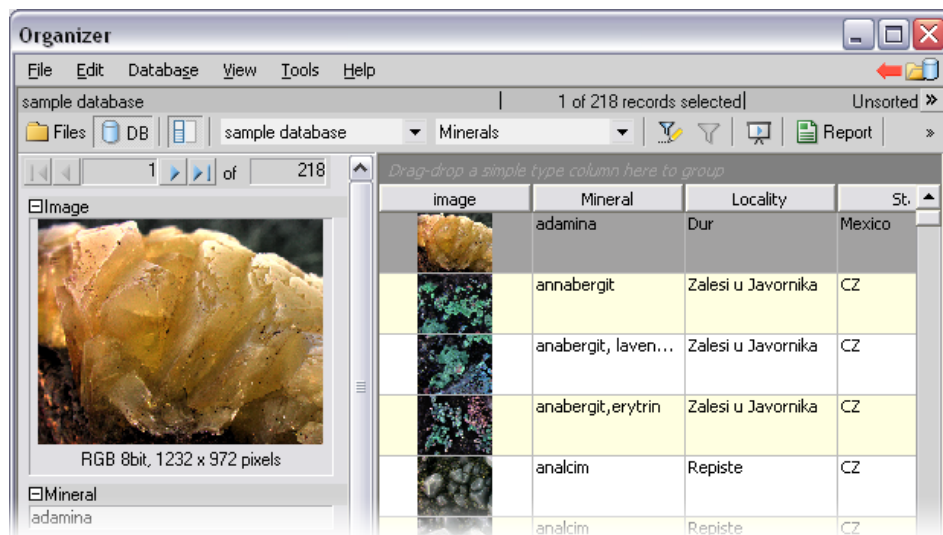 Organizer
File Edit Database View Tools Help
sample database 1 of 218 records selected Unsorted »
Files DB sample database Minerals Report »
1 of 218
Drag-drop a simple type column here to group
image Mineral Locality St.
Image
adamina Dur Mexico
annabergit Zalesi u Javornika CZ
anabergit, laven... Zalesi u Javornika CZ
anabergit,erytrin Zalesi u Javornika CZ
RGB 8bit, 1232 x 972 pixels
analcim Repiste CZ
Mineral
adamina
analcim Repiste CZ